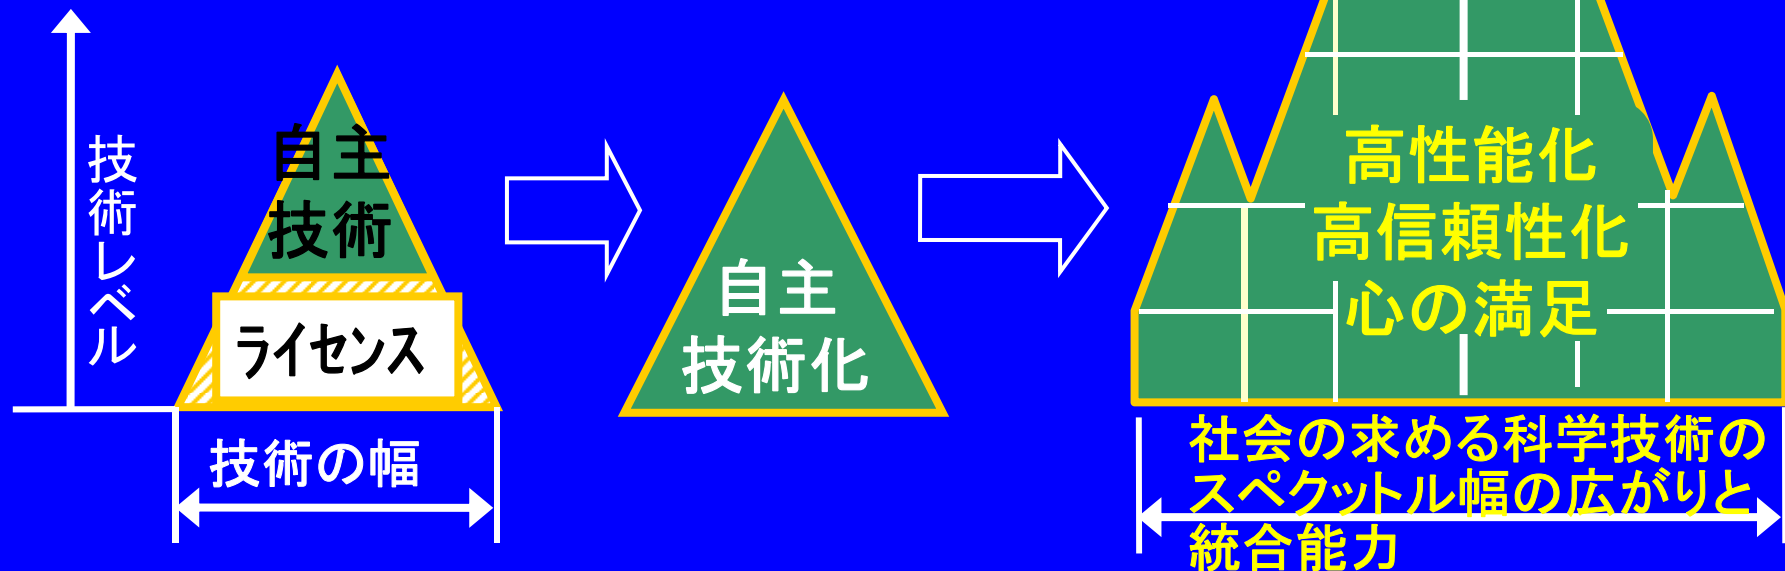 技術レベル
自主
技術
ライセンス
技術の幅
自主
技術化
高性能化
高信頼性化
心の満足
社会の求める科学技術の
スペクットル幅の広がりと
統合能力